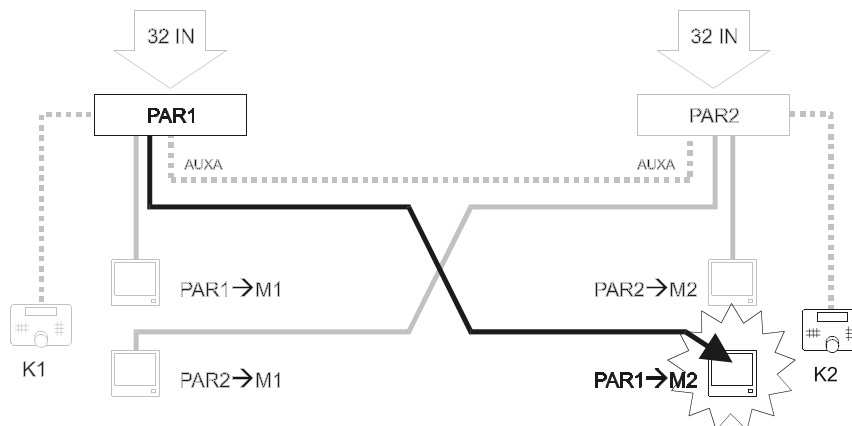 32 IN
32 IN
PAR1
PAR2
AUXA
AUXA
PAR1→M1
PAR2→M2
K1
K2
PAR2→M1
PAR1→M2